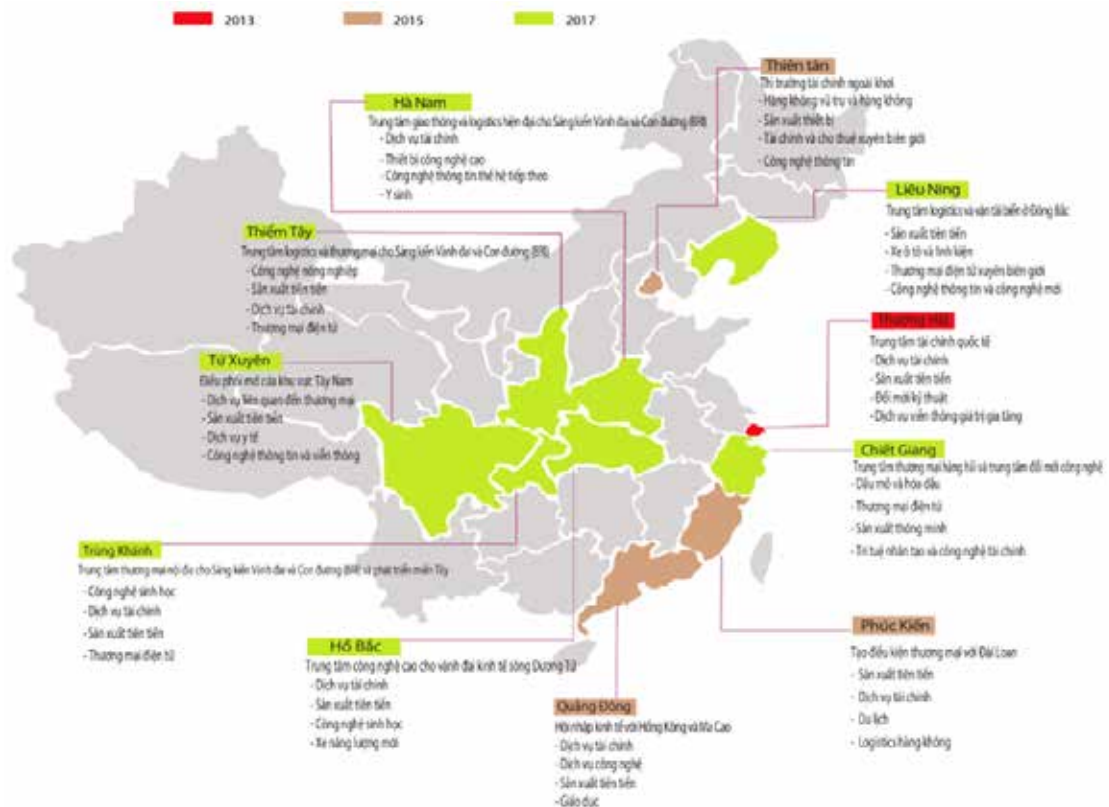 2013
2015
2017
Thiên tân
Thị trường tài chính ngoài khơi
- Hàng không vũ trụ và hàng không
- Sản xuất thiết bị
- Tài chính và cho thuê xuyên biên giới
- Công nghệ thông tin
Hà Nam
Trung tâm giao thông và logistics hiện đại cho Sáng kiến Vành đai và Con đường (BRI)
- Dịch vụ tài chính
- Thiết bị công nghệ cao
- Công nghệ thông tin thế hệ tiếp theo
- Y sinh
Liêu Ning
Trung tâm logistics và vận tải biển ở Đông Bắc
- Sản xuất tiên tiến
- Xe ô tô và linh kiện
- Thương mại điện tử xuyên biên giới
- Công nghệ thông tin và công nghệ mới
Thiểm Tây
Trung tâm logistics và thương mại cho Sáng kiến Vành đai và Con đường (BRI)
- Công nghệ nông nghiệp
- Sản xuất tiên tiến
- Dịch vụ tài chính
- Thương mại điện tử
Thượng Hải
Trung tâm tài chính quốc tế
- Dịch vụ tài chính
- Sản xuất tiên tiến
- Đổi mới kỹ thuật
- Dịch vụ viễn thông giá trị gia tăng
Tứ Xuyên
Điều phối mở cửa khu vực Tây Nam
- Dịch vụ liên quan đến thương mại
- Sản xuất tiên tiến
- Dịch vụ y tế
- Công nghệ thông tin và viễn thông
Chiết Giang
Trung tâm thương mại hàng hải và trung tâm đổi mới công nghệ
- Dầu mỏ và hóa dầu
- Thương mại điện tử
- Sản xuất thông minh
- Trí tuệ nhân tạo và công nghệ tài chính
Trùng Khánh
Trung tâm thương mại nội địa cho Sáng kiến Vành đai và Con đường (BRI) và phát triển miền Tây
- Công nghệ sinh học
- Dịch vụ tài chính
- Sản xuất tiên tiến
- Thương mại điện tử
Hồ Bắc
Trung tâm công nghệ cao cho vành đai kinh tế sông Dương Tử
- Dịch vụ tài chính
- Sản xuất tiên tiến
- Công nghệ sinh học
- Xe năng lượng mới
Quảng Đông
Hội nhập kinh tế với Hồng Kông và Ma Cao
- Dịch vụ tài chính
- Dịch vụ công nghệ
- Sản xuất tiên tiến
- Giáo dục
Phúc Kiến
Tạo điều kiện thương mại với Đài Loan
- Sản xuất tiên tiến
- Dịch vụ tài chính
- Du lịch
- Logistics hàng không